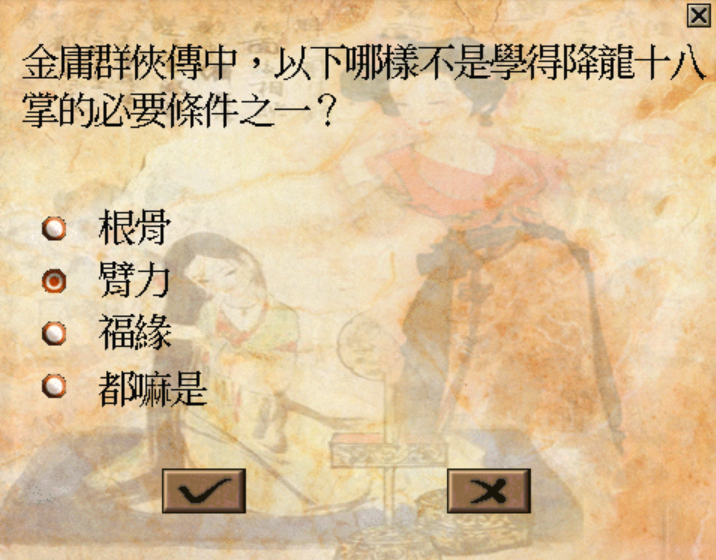 金庸群俠傳中，以下哪樣不是學得降龍十八
掌的必要條件之一？
根骨
臂力
福緣
都嘛是